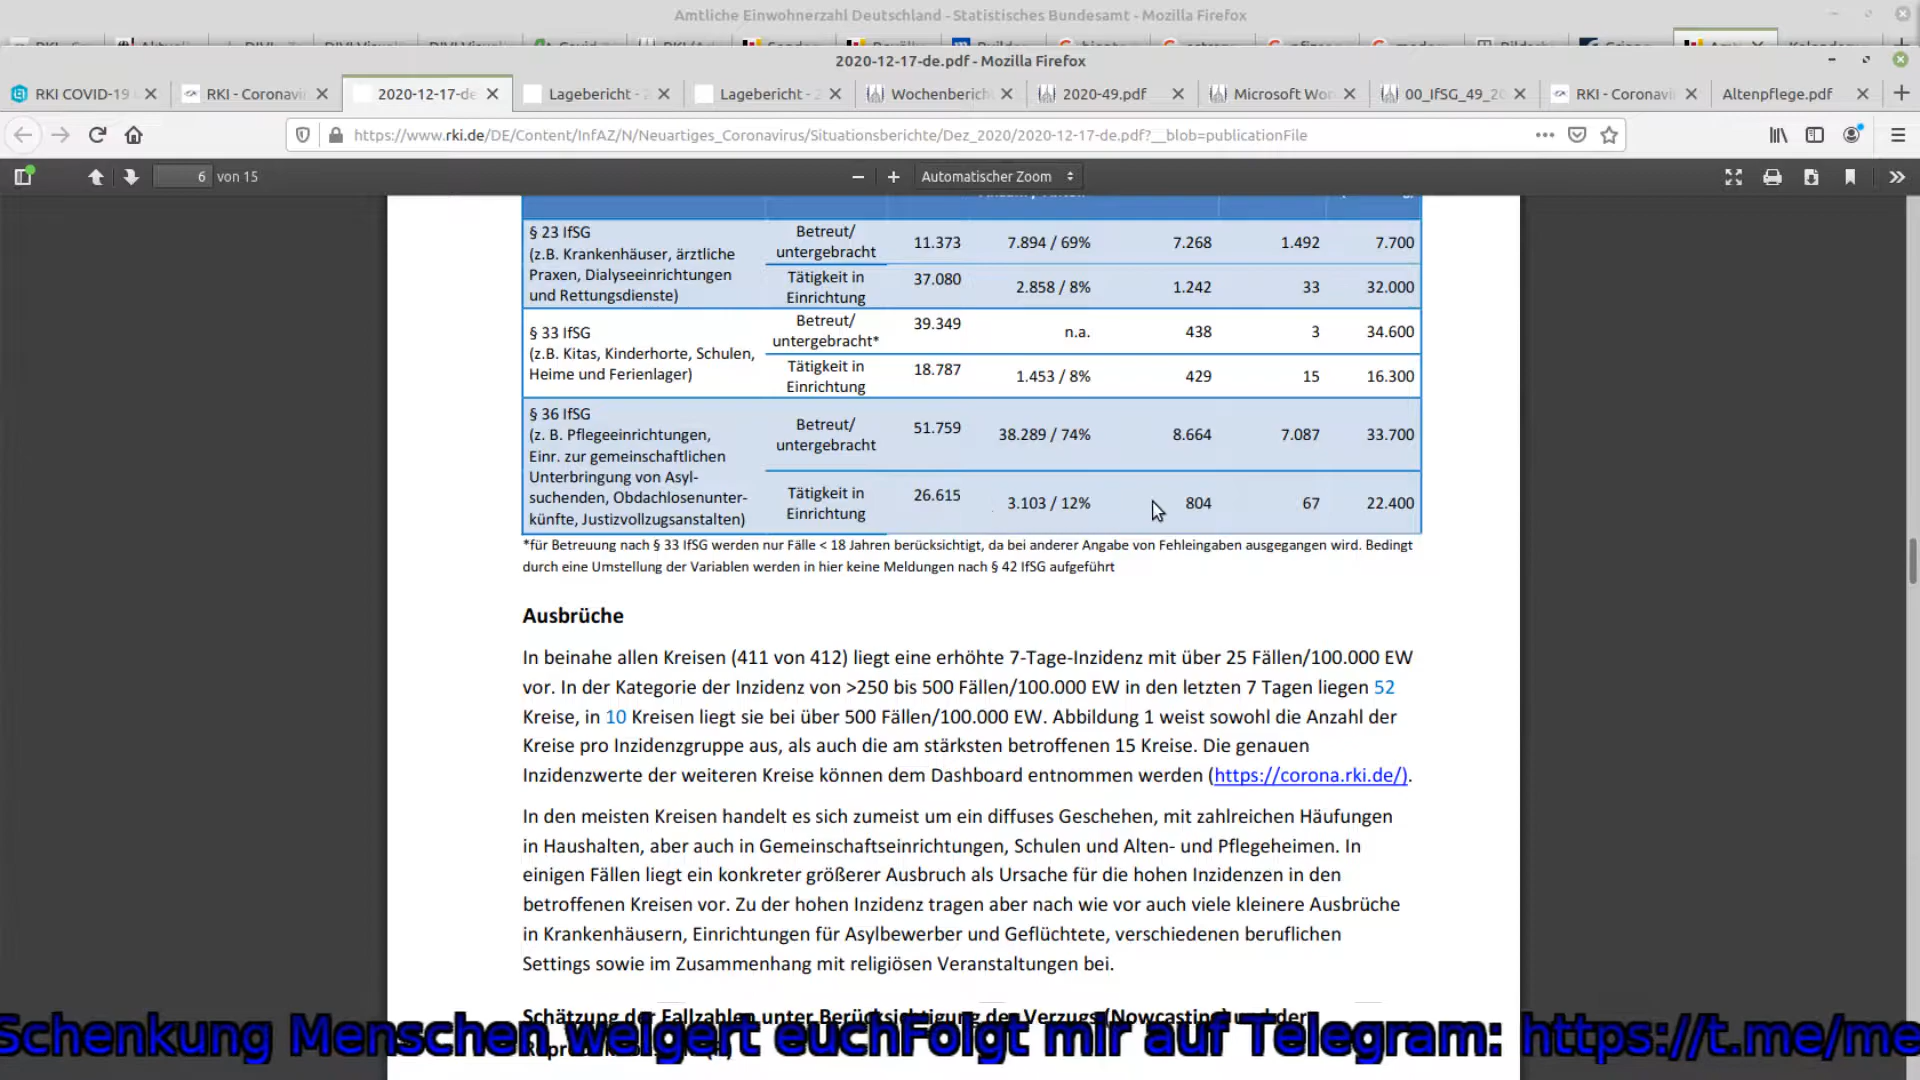 Amtliche Einwohnerzahl Deutschland - Statistisches Bundesamt - Mozilla Firefox
2020-12-17-de.pdf - Mozilla Firefox
RKI COVID-19
RKI - Coronavi
2020-12-17-de
Lagebericht -
Lagebericht -
Wochenberich
2020-49.pdf
Microsoft Wor
00_IfSG_49_20
RKI - Coronavi
Altenpflege.pdf
https://www.rki.de/DE/Content/InfAZ/N/Neuartiges_Coronavirus/Situationsberichte/Dez_2020/2020-12-17-de.pdf?__blob=publicationFile
6 von 15
Automatischer Zoom
§ 23 IfSG
(z.B. Krankenhäuser, ärztliche
Praxen, Dialyseeinrichtungen
und Rettungsdienste)
Betreut/
untergebracht
11.373 7.894 / 69% 7.268 1.492 7.700
Tätigkeit in
Einrichtung
37.080 2.858 / 8% 1.242 33 32.000
§ 33 IfSG
(z.B. Kitas, Kinderhorte, Schulen,
Heime und Ferienlager)
Betreut/
untergebracht*
39.349 n.a. 438 3 34.600
Tätigkeit in
Einrichtung
18.787 1.453 / 8% 429 15 16.300
§ 36 IfSG
(z. B. Pflegeeinrichtungen,
Einr. zur gemeinschaftlichen
Unterbringung von Asyl-
suchenden, Obdachlosenunter-
künfte, Justizvollzugsanstalten)
Betreut/
untergebracht
51.759 38.289 / 74% 8.664 7.087 33.700
Tätigkeit in
Einrichtung
26.615 3.103 / 12% 804 67 22.400
*für Betreuung nach § 33 IfSG werden nur Fälle < 18 Jahren berücksichtigt, da bei anderer Angabe von Fehleingaben ausgegangen wird. Bedingt
durch eine Umstellung der Variablen werden in hier keine Meldungen nach § 42 IfSG aufgeführt
Ausbrüche
In beinahe allen Kreisen (411 von 412) liegt eine erhöhte 7-Tage-Inzidenz mit über 25 Fällen/100.000 EW
vor. In der Kategorie der Inzidenz von >250 bis 500 Fällen/100.000 EW in den letzten 7 Tagen liegen 52
Kreise, in 10 Kreisen liegt sie bei über 500 Fällen/100.000 EW. Abbildung 1 weist sowohl die Anzahl der
Kreise pro Inzidenzgruppe aus, als auch die am stärksten betroffenen 15 Kreise. Die genauen
Inzidenzwerte der weiteren Kreise können dem Dashboard entnommen werden (https://corona.rki.de/).
In den meisten Kreisen handelt es sich zumeist um ein diffuses Geschehen, mit zahlreichen Häufungen
in Haushalten, aber auch in Gemeinschaftseinrichtungen, Schulen und Alten- und Pflegeheimen. In
einigen Fällen liegt ein konkreter größerer Ausbruch als Ursache für die hohen Inzidenzen in den
betroffenen Kreisen vor. Zu der hohen Inzidenz tragen aber nach wie vor auch viele kleinere Ausbrüche
in Krankenhäusern, Einrichtungen für Asylbewerber und Geflüchtete, verschiedenen beruflichen
Settings sowie im Zusammenhang mit religiösen Veranstaltungen bei.
Schätzung der Fallzahlen unter Berücksichtigung des Verzugs (Nowcasting) und der
Schenkung Menschen weigert euchFolgt mir auf Telegram: https://t.me/me